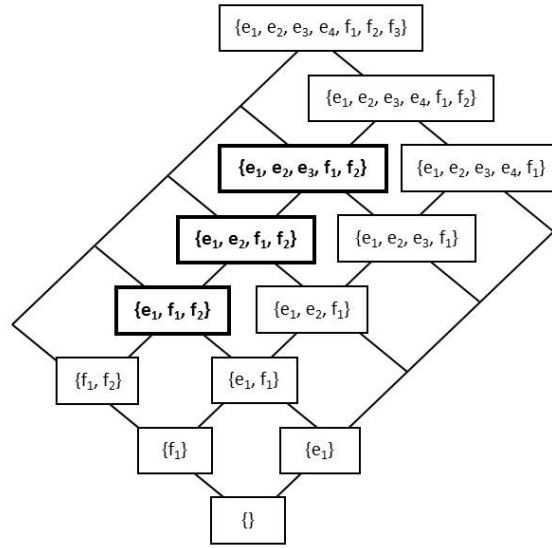 {e₁, e₂, e₃, e₄, f₁, f₂, f₃}
{e₁, e₂, e₃, e₄, f₁, f₂}
{e₁, e₂, e₃, f₁, f₂}
{e₁, e₂, e₃, e₄, f₁}
{e₁, e₂, f₁, f₂}
{e₁, e₂, e₃, f₁}
{e₁, f₁, f₂}
{e₁, e₂, f₁}
{f₁, f₂}
{e₁, f₁}
{f₁}
{e₁}
{}